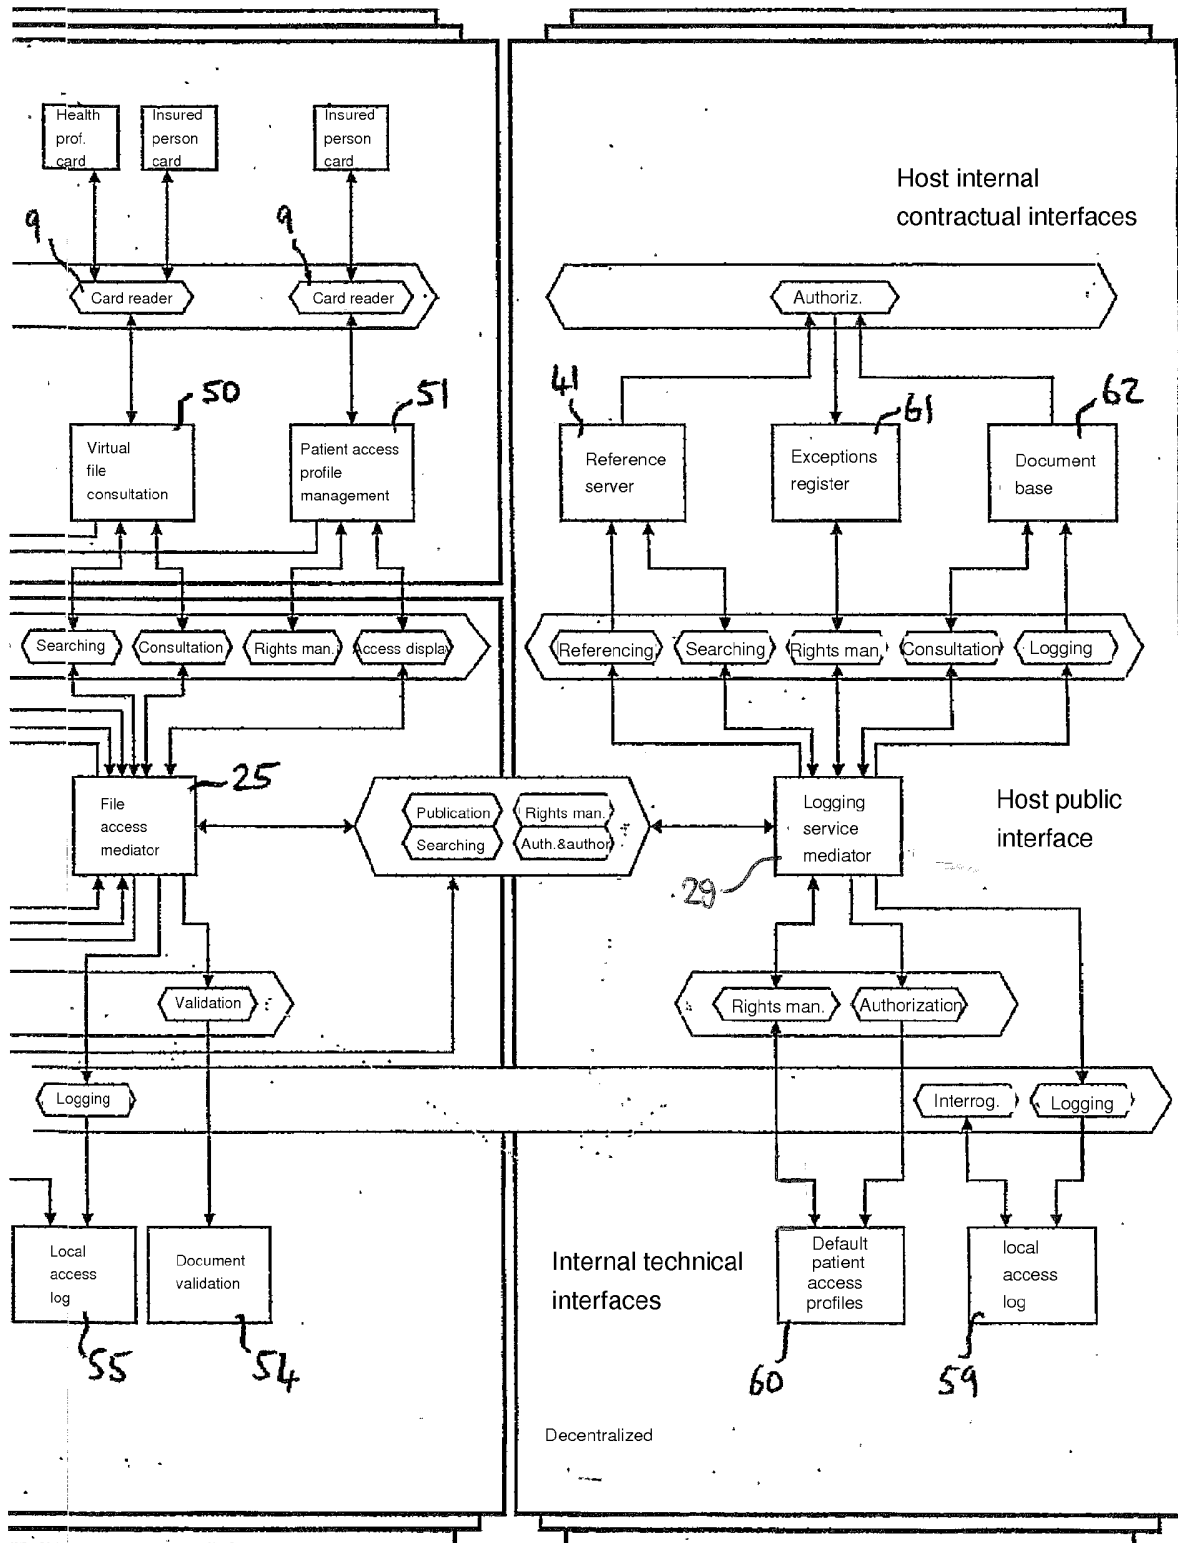 Health
prof.
card
Insured
person
card
Insured
person
card
Host internal
contractual interfaces
9
9
Card reader
Card reader
Authoriz.
50
51
41
61
62
Virtual
file
consultation
Patient access
profile
management
Reference
server
Exceptions
register
Document
base
Searching
Consultation
Rights man.
Access display
Referencing
Searching
Rights man.
Consultation
Logging
25
File
access
mediator
Publication
Rights man.
Searching
Auth.&author
Logging
service
mediator
29
Host public
interface
Validation
Rights man.
Authorization
Logging
Interrog.
Logging
Local
access
log
Document
validation
Internal technical
interfaces
Default
patient
access
profiles
local
access
log
55
54
60
59
Decentralized